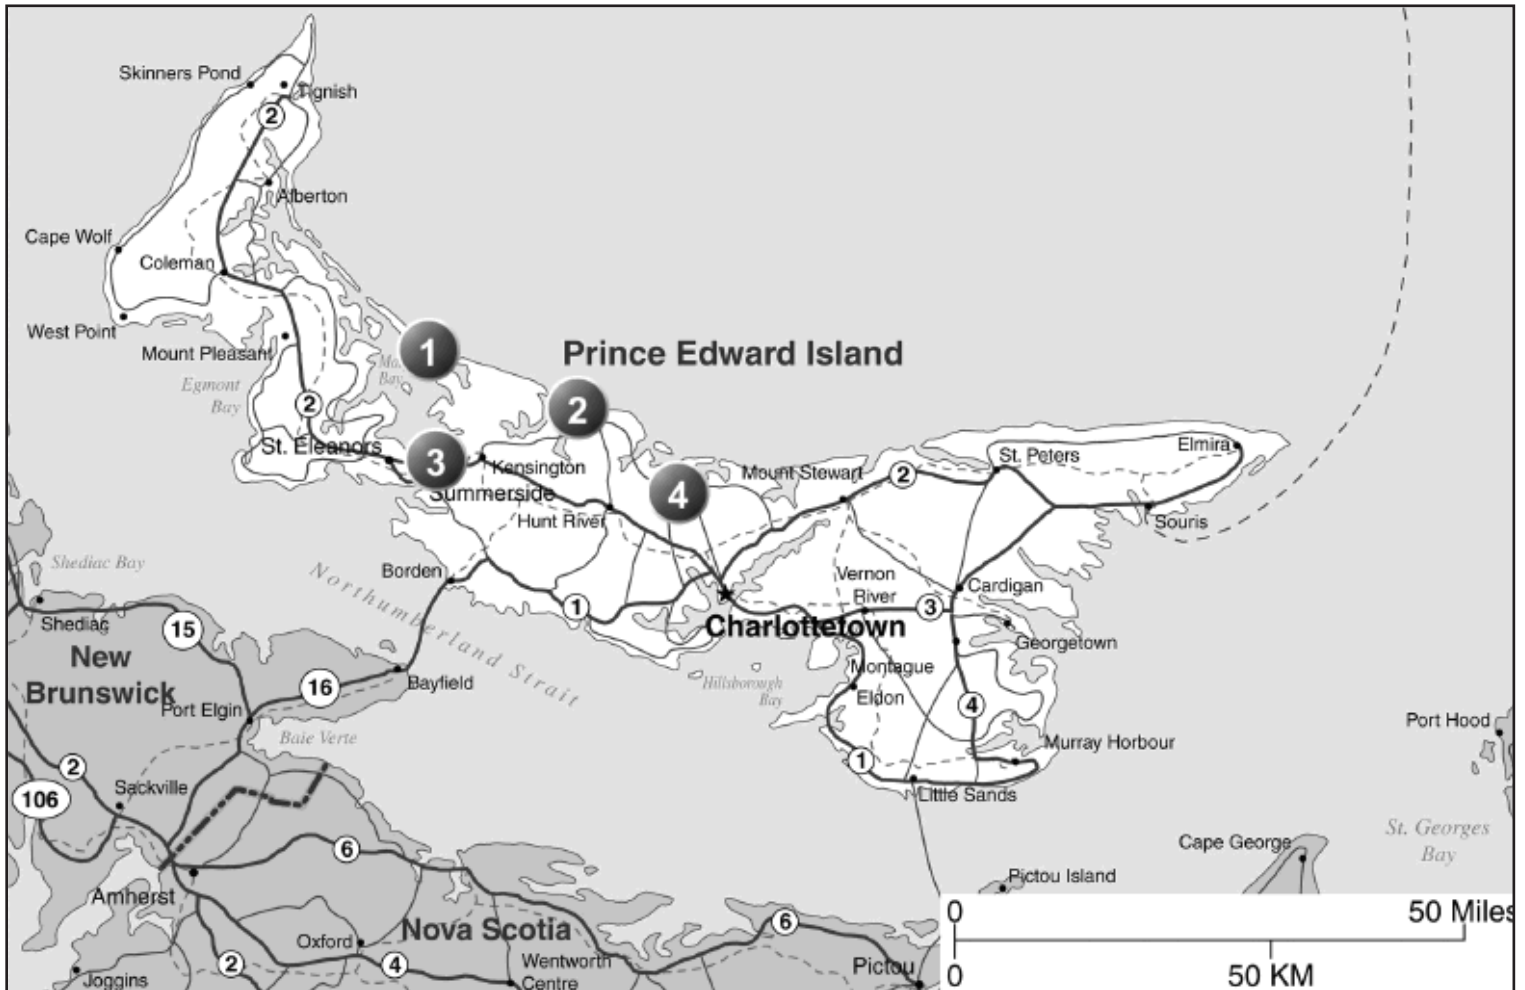 Skinners Pond
Tignish
2
Alberton
Cape Wolf
Coleman
West Point
Mount Pleasant
1
Prince Edward Island
Bay
Egmont
Bay
2
2
St. Eleanors
3
Kensington
Summerside
4
Mount Stewart
2
St. Peters
Elmira
Hunt River
Souris
Shediac Bay
Borden
Northumberland Strait
Vernon
River
Cardigan
1
3
Shediac
15
Charlottetown
Georgetown
New
Brunswick
16
Bayfield
Montague
Hillsborough
Bay
Eldon
4
Port Elgin
Baie Verte
Port Hood
Murray Horbour
2
1
106
Sackville
Little Sands
St. Georges
Bay
Cape George
6
Pictou Island
Amherst
0
50 Miles
Nova Scotia
6
Oxford
2
4
Wentworth
Centre
Pictou
0
50 KM
Joggins